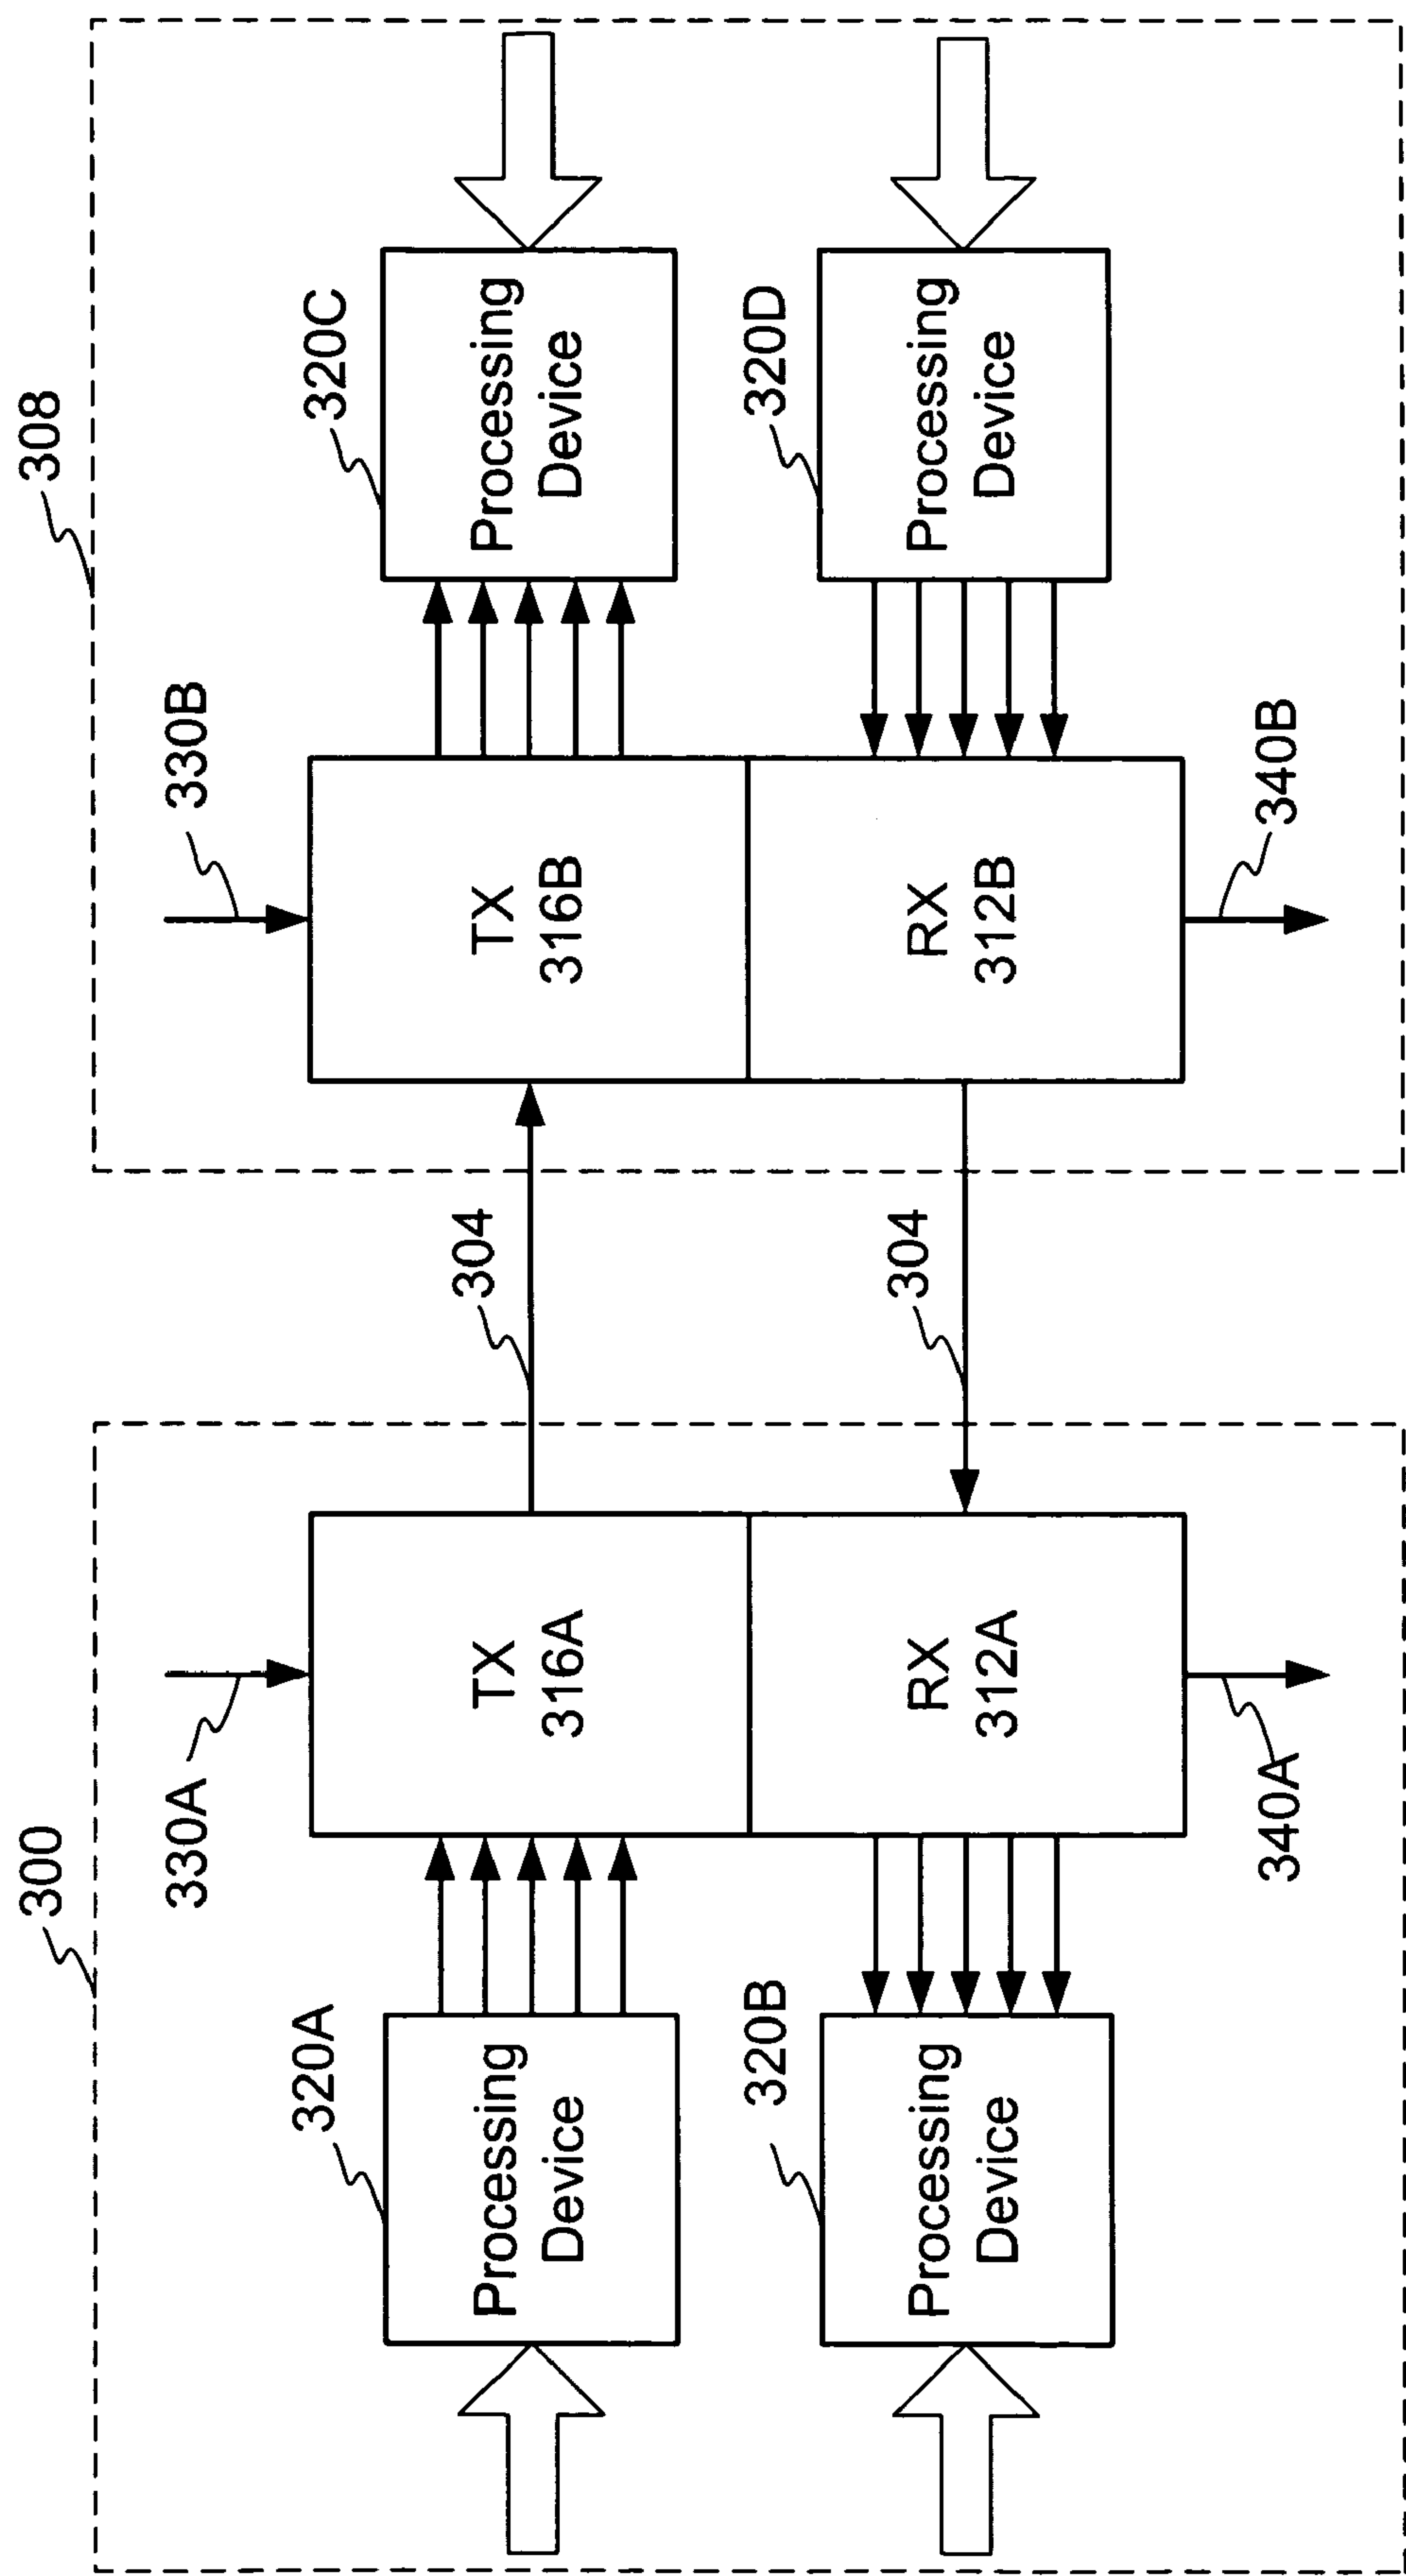 300
308
330A
330B
320A
Processing
Device
TX
316A
304
TX
316B
320C
Processing
Device
320B
Processing
Device
RX
312A
304
RX
312B
320D
Processing
Device
340A
340B